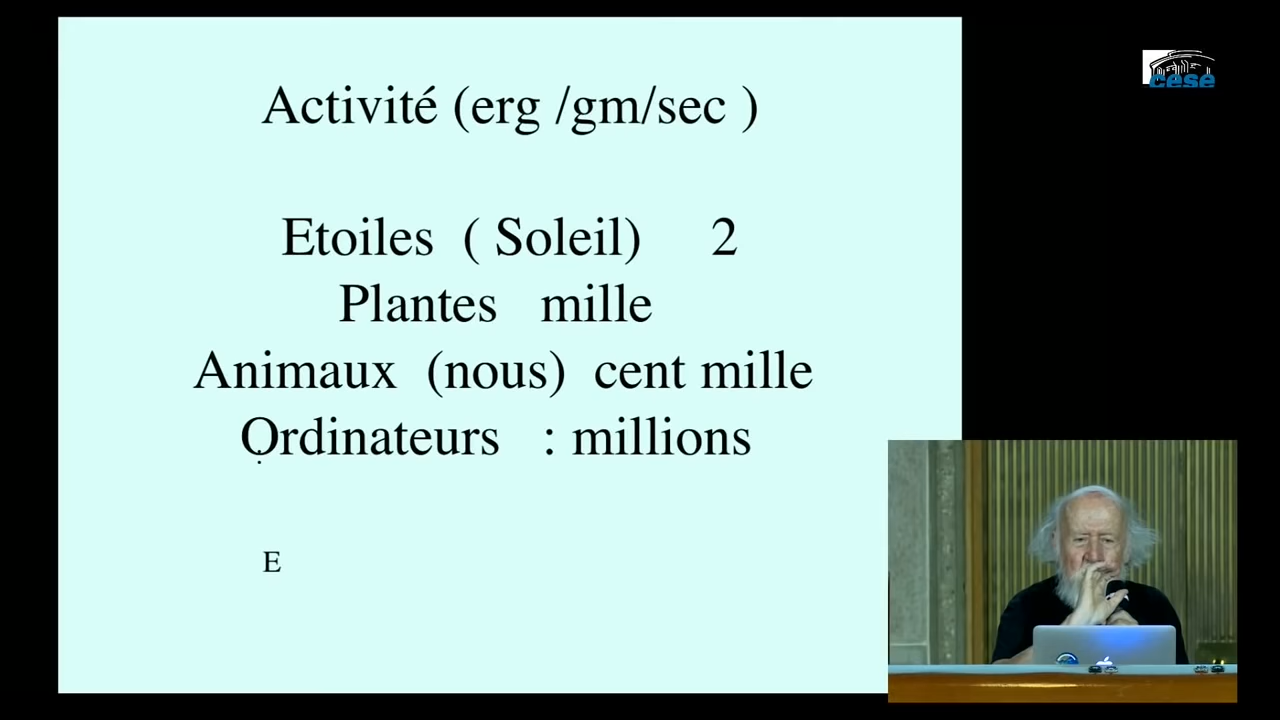 Activité (erg /gm/sec )
Etoiles ( Soleil) 2
Plantes mille
Animaux (nous) cent mille
Ordinateurs : millions
E
cese